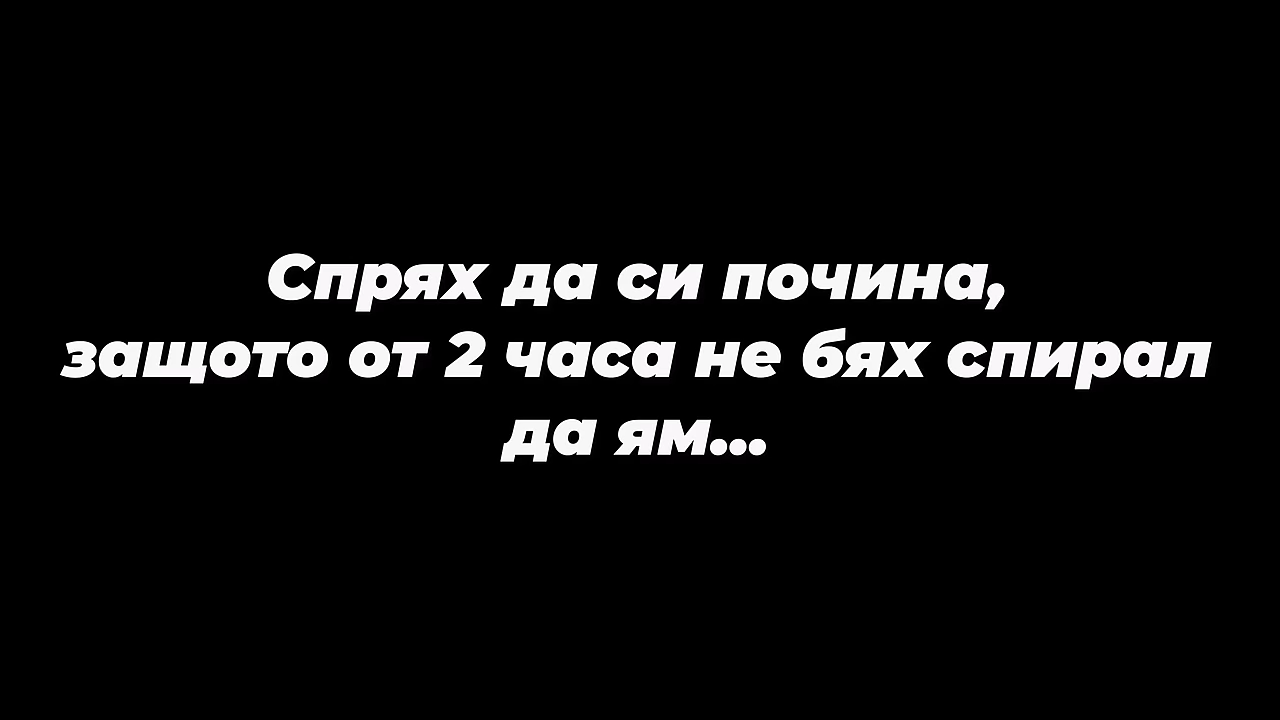 Спрях да си почина,
защото от 2 часа не бях спирал
да ям...